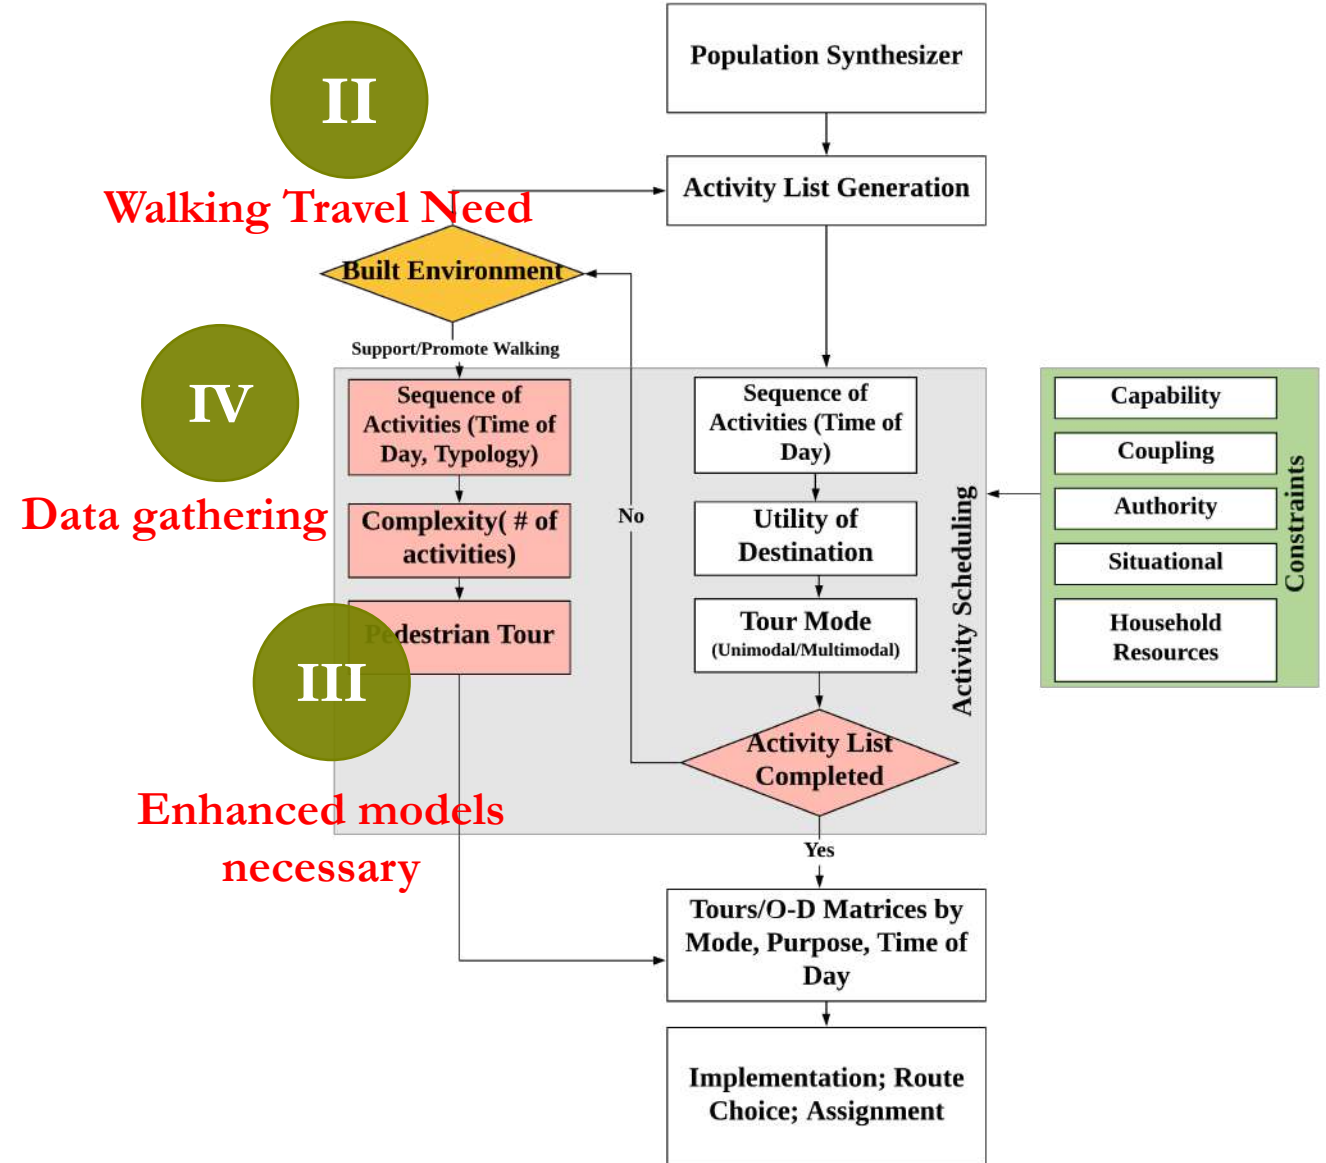 Population Synthesizer
II
Activity List Generation
Walking Travel Need
Built Environment
Support/Promote Walking
IV
Data gathering
Sequence of
Activities (Time of
Day, Typology)
Complexity( # of
activities)
Pedestrian Tour
III
Enhanced models
necessary
No
Sequence of
Activities (Time of
Day)
Utility of
Destination
Tour Mode
(Unimodal/Multimodal)
Activity List
Completed
Activity Scheduling
Capability
Coupling
Authority
Situational
Household
Resources
Constraints
Yes
Tours/O-D Matrices by
Mode, Purpose, Time of
Day
Implementation; Route
Choice; Assignment